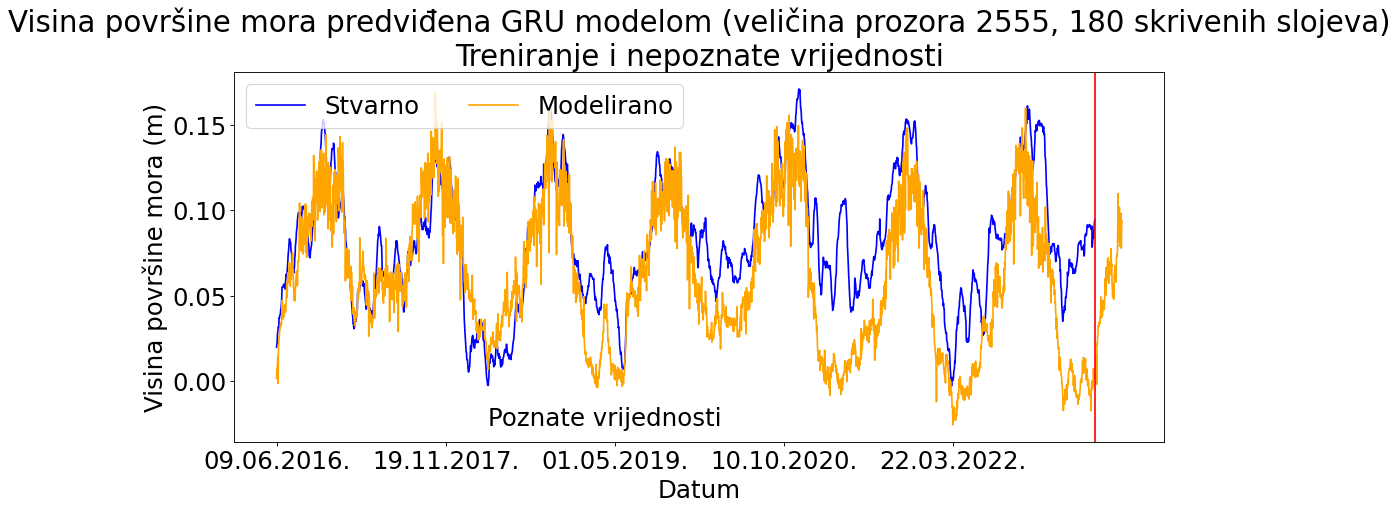 Visina površine mora predviđena GRU modelom (veličina prozora 2555, 180 skrivenih slojeva)
Treniranje i nepoznate vrijednosti
Stvarno
Modelirano
Visina površine mora (m)
0.15
0.10
0.05
0.00
Poznate vrijednosti
09.06.2016.
19.11.2017.
01.05.2019.
10.10.2020.
22.03.2022.
Datum